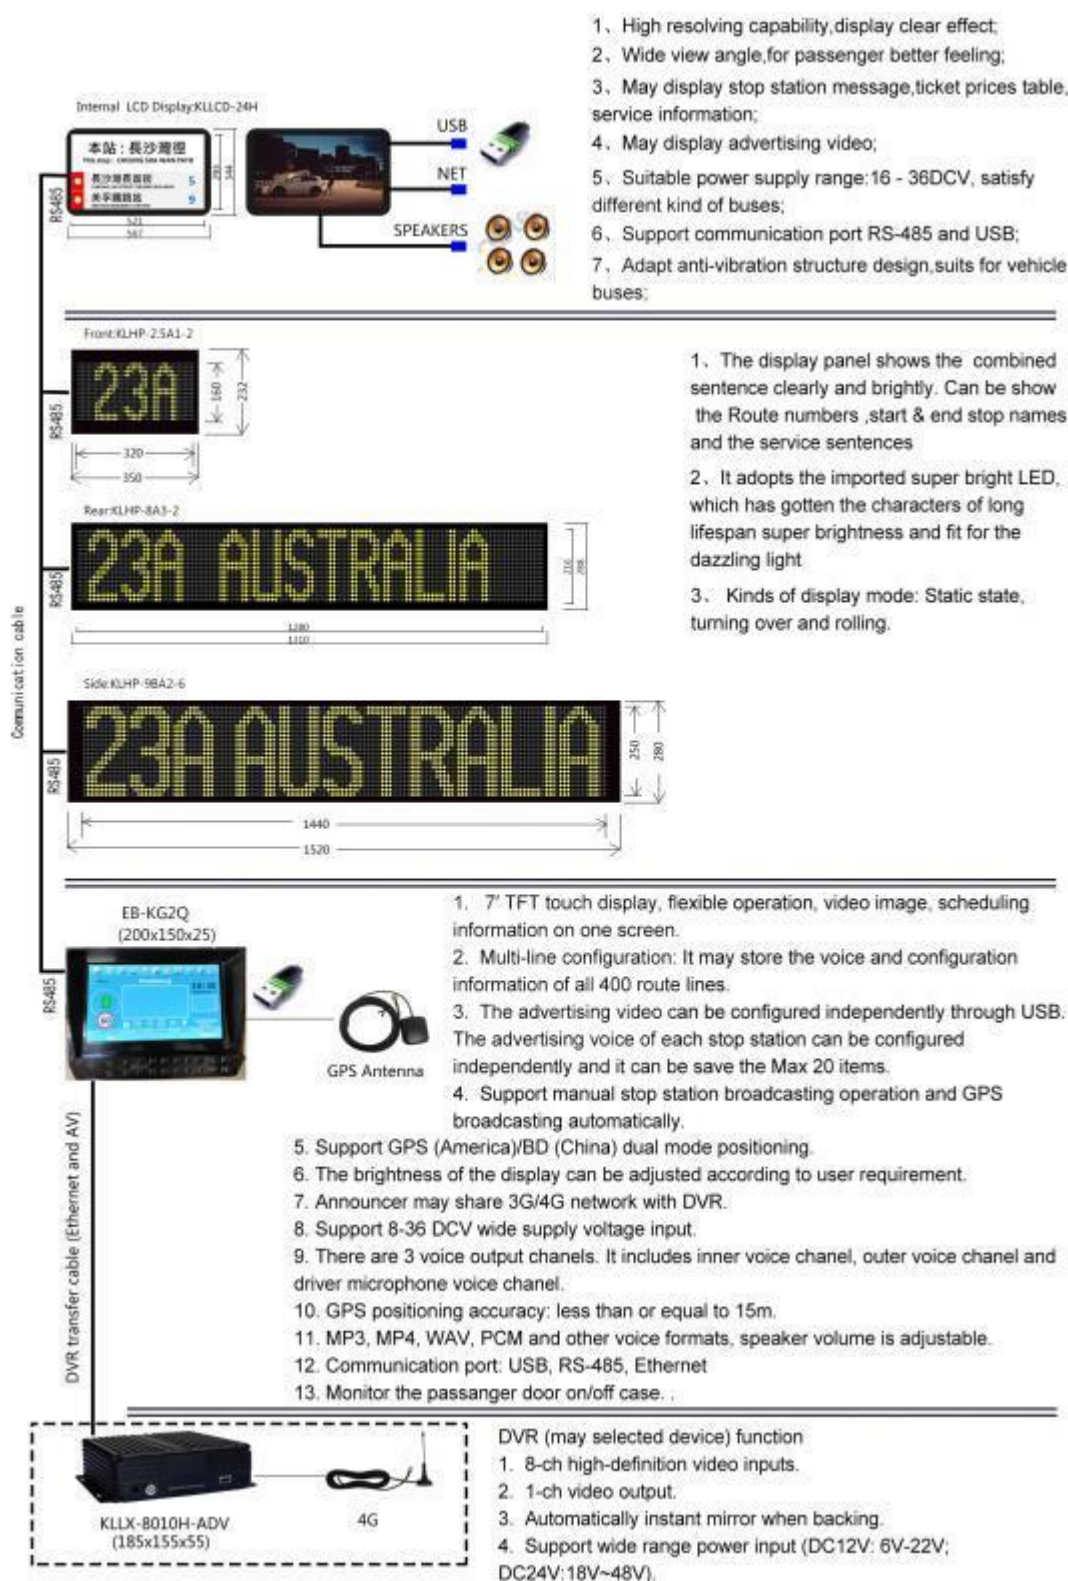 1、High resolving capability,display clear effect;
2、Wide view angle,for passenger better feeling;
3、May display stop station message,ticket prices table,
service information;
4、May display advertising video;
5、Suitable power supply range:16 - 36DCV, satisfy
different kind of buses;
6、Support communication port RS-485 and USB;
7、Adapt anti-vibration structure design,suits for vehicle
buses;
Internal LCD Display:KLLCD-24H
本站 : 長沙灣徑
5
9
521
567
344
USB
NET
SPEAKERS
RS485
Front:KLHP-2.5A1-2
23A
160
232
320
350
RS485
1、The display panel shows the combined
sentence clearly and brightly. Can be show
the Route numbers ,start & end stop names
and the service sentences
2、It adopts the imported super bright LED,
which has gotten the characters of long
lifespan super brightness and fit for the
dazzling light
3、 Kinds of display mode: Static state,
turning over and rolling.
Rear:KLHP-8A3-2
23A AUSTRALIA
1280
1310
RS485
Communication cable
Side:KLHP-9BA2-6
23A AUSTRALIA
250
280
1440
1520
RS485
EB-KG2Q
(200x150x25)
RS485
GPS Antenna
1. 7' TFT touch display, flexible operation, video image, scheduling
information on one screen.
2. Multi-line configuration: It may store the voice and configuration
information of all 400 route lines.
3. The advertising video can be configured independently through USB.
The advertising voice of each stop station can be configured
independently and it can be save the Max 20 items.
4. Support manual stop station broadcasting operation and GPS
broadcasting automatically.
5. Support GPS (America)/BD (China) dual mode positioning.
6. The brightness of the display can be adjusted according to user requirement.
7. Announcer may share 3G/4G network with DVR.
8. Support 8-36 DCV wide supply voltage input.
9. There are 3 voice output chanels. It includes inner voice chanel, outer voice chanel and
driver microphone voice chanel.
10. GPS positioning accuracy: less than or equal to 15m.
11. MP3, MP4, WAV, PCM and other voice formats, speaker volume is adjustable.
12. Communication port: USB, RS-485, Ethernet
13. Monitor the passanger door on/off case. .
DVR transfer cable (Ethernet and AV)
KLLX-8010H-ADV
(185x155x55)
4G
DVR (may selected device) function
1. 8-ch high-definition video inputs.
2. 1-ch video output.
3. Automatically instant mirror when backing.
4. Support wide range power input (DC12V: 6V-22V;
DC24V:18V~48V).